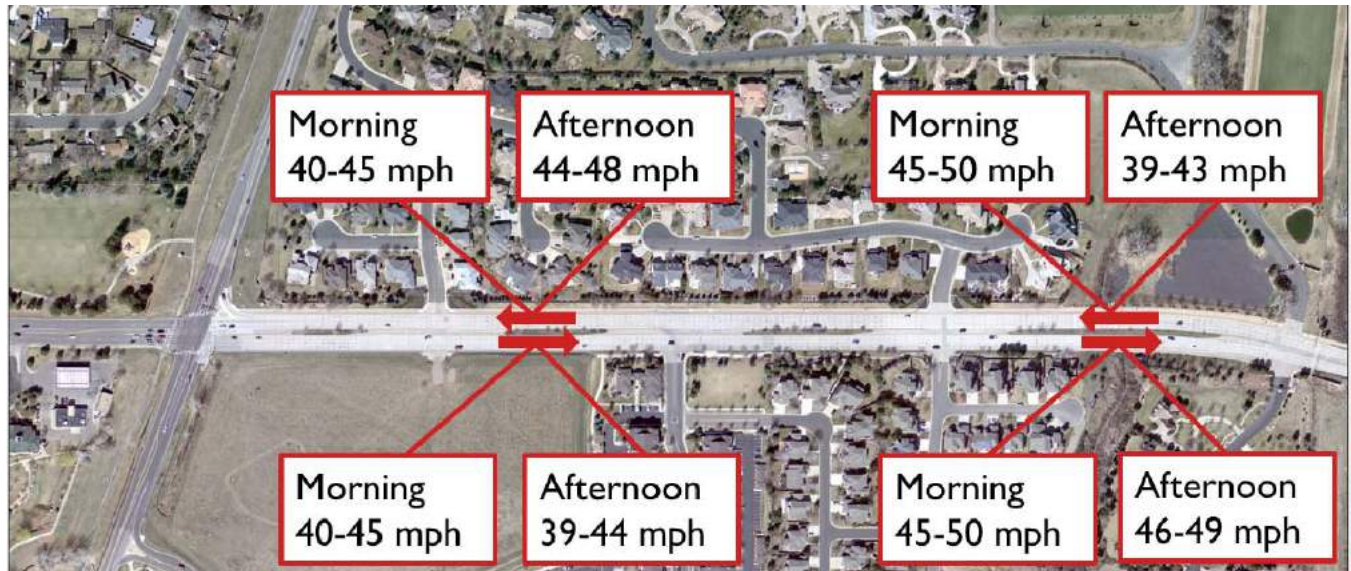 Morning
40-45 mph
Afternoon
44-48 mph
Morning
45-50 mph
Afternoon
39-43 mph
Morning
40-45 mph
Afternoon
39-44 mph
Morning
45-50 mph
Afternoon
46-49 mph